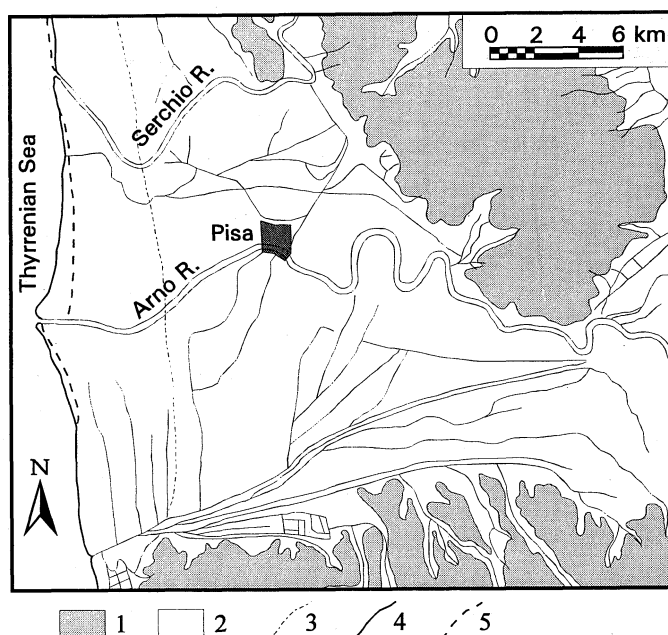 0 2 4 6 km
Serchio R.
Thyrrenian Sea
Pisa
Arno R.
N
1 2 3 4 5